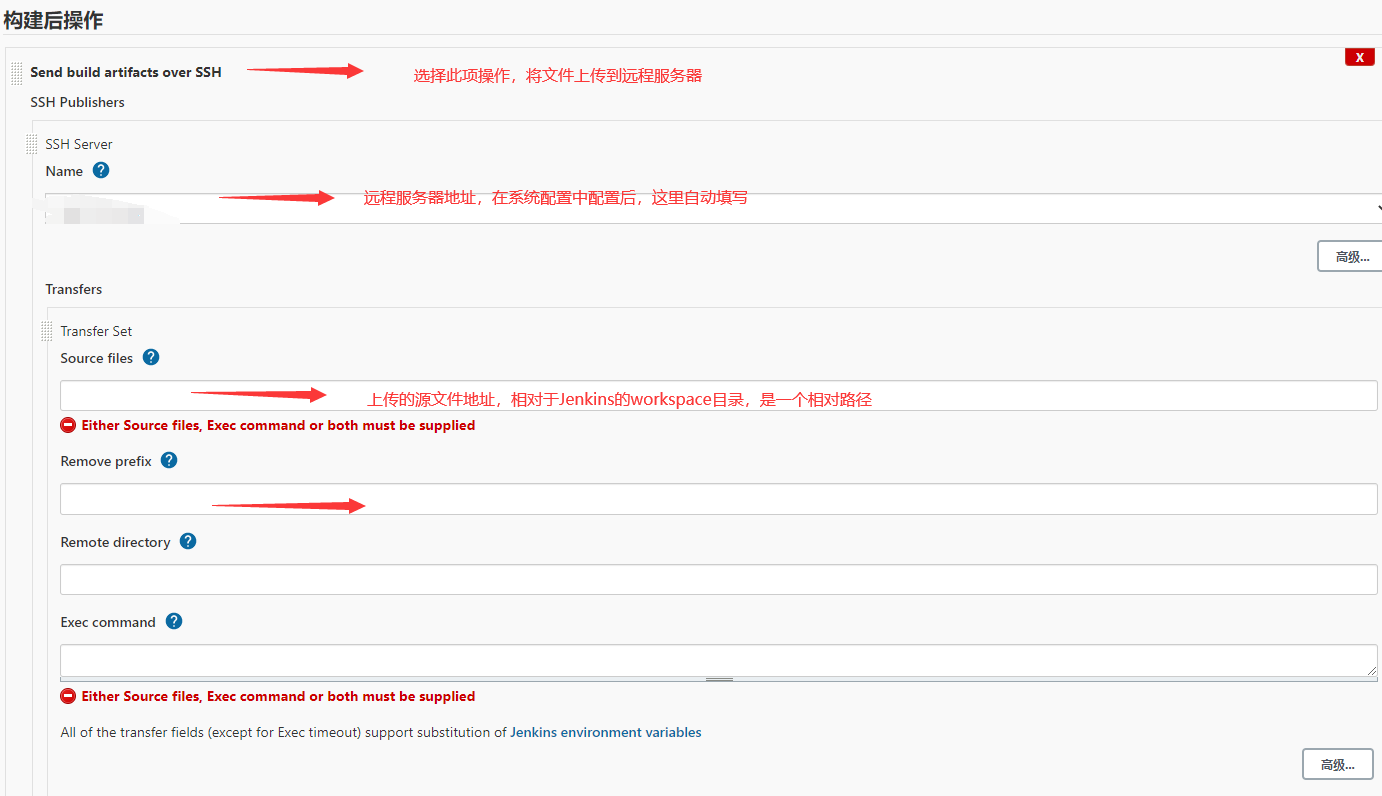 构建后操作
X
Send build artifacts over SSH
选择此项操作，将文件上传到远程服务器
SSH Publishers
SSH Server
Name ?
远程服务器地址，在系统配置中配置后，这里自动填写
高级...
Transfers
Transfer Set
Source files ?
上传的源文件地址，相对于Jenkins的workspace目录，是一个相对路径
Either Source files, Exec command or both must be supplied
Remove prefix ?
Remote directory ?
Exec command ?
Either Source files, Exec command or both must be supplied
All of the transfer fields (except for Exec timeout) support substitution of Jenkins environment variables
高级...